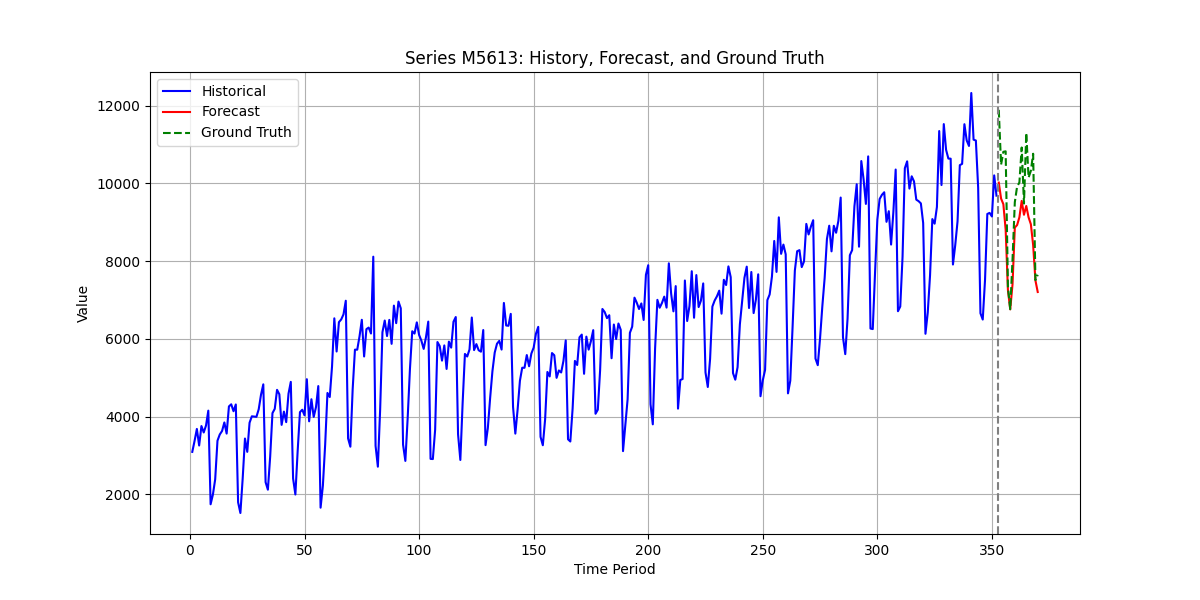 Series M5613: History, Forecast, and Ground Truth
Historical
Forecast
Ground Truth
12000
10000
8000
6000
4000
2000
Value
0 50 100 150 200 250 300 350
Time Period